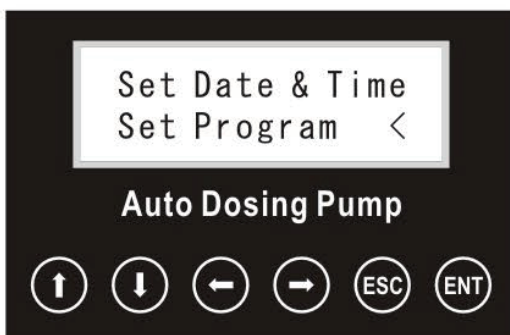 Set Date & Time
Set Program <
Auto Dosing Pump
↑ ↓ ← → ESC ENT